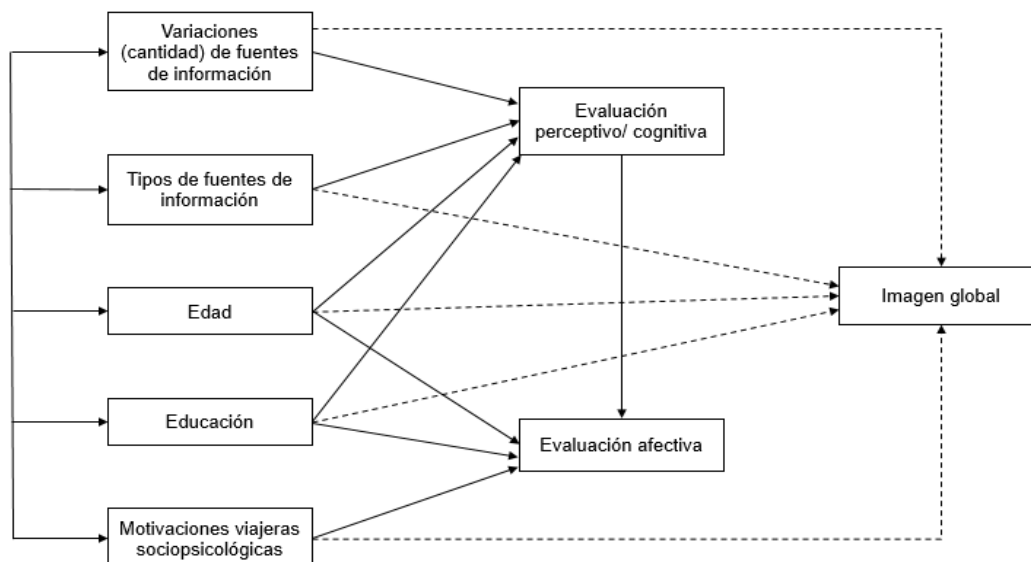 Variaciones
(cantidad) de fuentes
de información
Evaluación
perceptivo/ cognitiva
Tipos de fuentes de
información
Imagen global
Edad
Educación
Evaluación afectiva
Motivaciones viajeras
sociopsicológicas